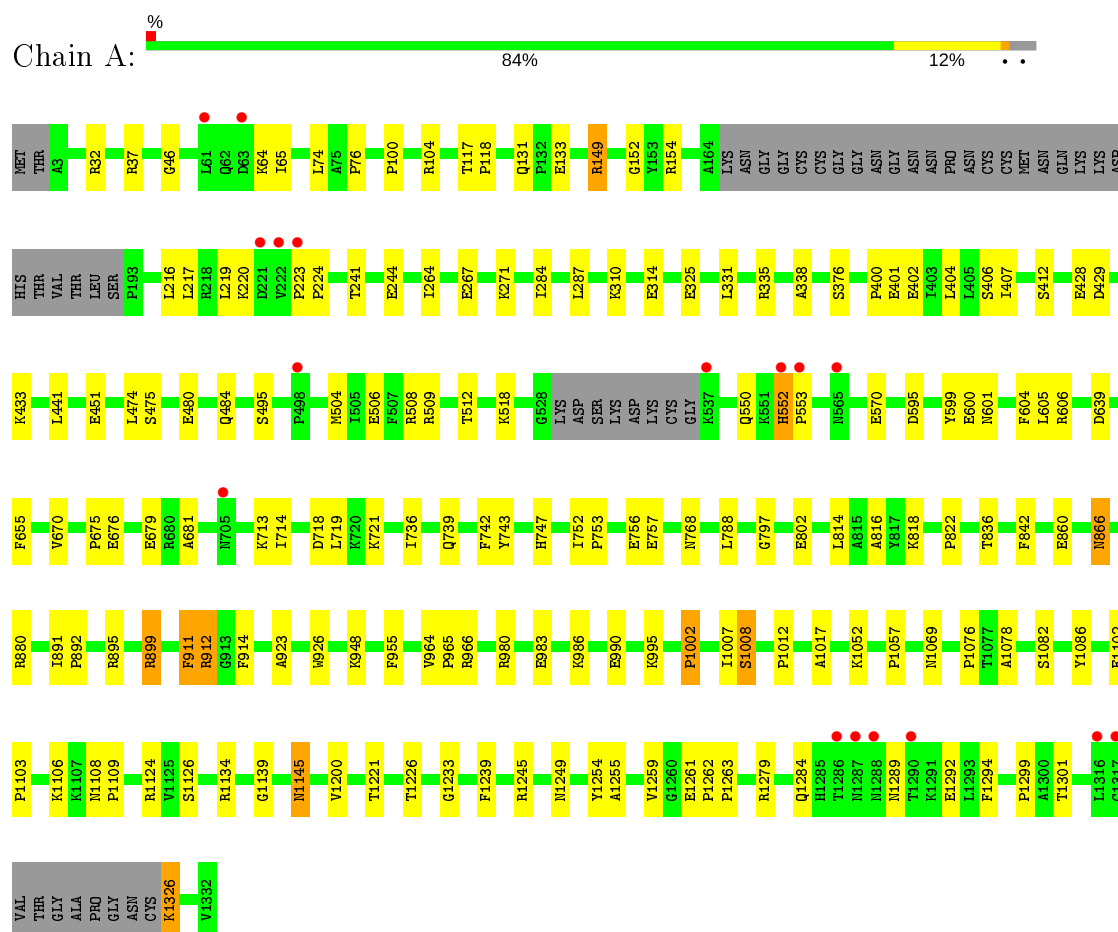 %
Chain A:
84% 12% • •
MET THR A3 R32 R37 G46 L61 Q62 D63 K64 I65 L74 A75 P76 P100 R104 T117 P118 Q131 P132 E133 R149 G152 Y153 R154 A164 LYS ASN GLY GLY CYS CYS GLY GLY ASN GLY ASN ASN PRO ASN CYS CYS MET ASN GLN LYS LYS ASP
HIS THR VAL THR LEU SER P193 L216 L217 R218 L219 K220 D221 V222 P223 P224 T241 E244 I264 E267 K271 I284 L287 K310 E314 E325 L331 R335 A338 S376 P400 E401 E402 I403 L404 L405 S406 I407 S412 E428 D429
K433 L441 E451 L474 S475 E480 Q484 S495 P498 M504 I505 E506 F507 R508 R509 T512 K518 G528 LYS ASP SER LYS ASP LYS CYS GLY K537 Q550 K551 H552 P553 N565 E570 D595 Y599 E600 N601 F604 L605 R606 D639
F655 V670 P675 E676 E679 R680 A681 N705 K713 I714 D718 L719 K720 K721 I736 Q739 F742 Y743 H747 I752 P753 E756 E757 N768 L788 G797 E802 L814 A815 A816 Y817 K818 P822 T836 F842 E860 N866
R880 I891 P892 R895 R899 F911 R912 G913 F914 A923 W926 K948 F955 V964 P965 R966 R980 E983 K986 E990 K995 P1002 I1007 S1008 P1012 A1017 K1052 P1057 N1069 P1076 T1077 A1078 S1082 Y1086
P1103 K1106 K1107 N1108 P1109 R1124 V1125 S1126 R1134 G1139 N1145 V1200 T1221 T1226 G1233 F1239 R1245 N1249 Y1254 A1255 V1259 G1260 E1261 P1262 P1263 R1279 Q1284 H1285 T1286 N1287 N1288 N1289 T1290 K1291 E1292 L1293 F1294 P1299 A1300 T1301 L1316
VAL THR GLY ALA PRO GLY ASN CYS K1326 V1332